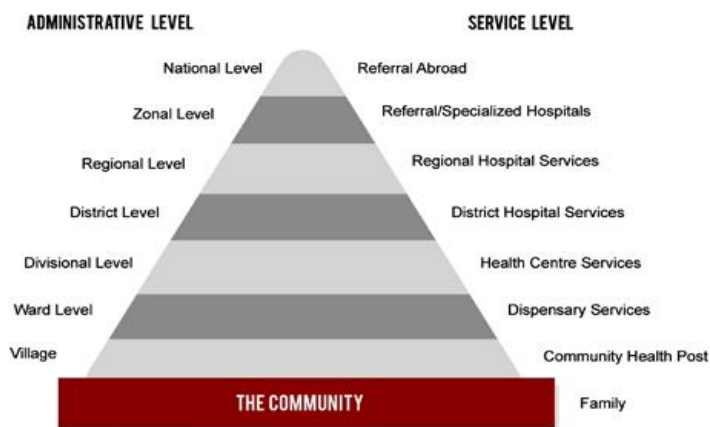 ADMINISTRATIVE LEVEL SERVICE LEVEL
National Level Referral Abroad
Zonal Level Referral/Specialized Hospitals
Regional Level Regional Hospital Services
District Level District Hospital Services
Divisional Level Health Centre Services
Ward Level Dispensary Services
Village Community Health Post
THE COMMUNITY Family